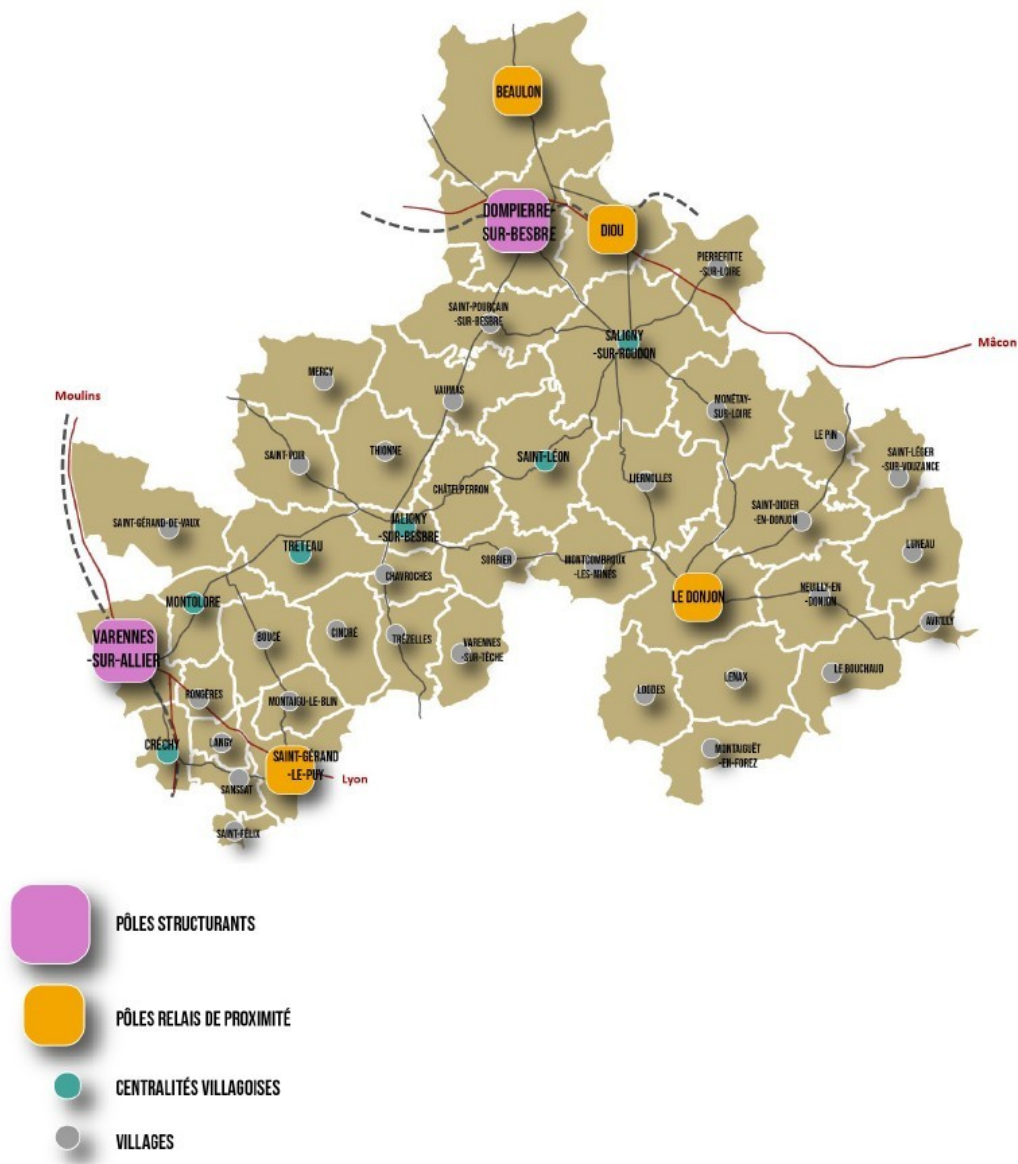 BEAULON
DOMPIERRE-
SUR-BESBRE
DIOU
PIERREFITTE
-SUR-LOIRE
SAINT-POURÇAIN
-SUR-BESBRE
SALIGNY
-SUR-ROUDON
Mâcon
MERCY
Moulins
VAUMAS
MONÉTAY-
SUR-LOIRE
LE PIN
THIONNE
SAINT-POIR
SAINT-LÉON
SAINT-LÉGER
-SUR-VOUZANCE
CHÂTELPERRON
LIERNOLLES
SAINT-DIDIER
-EN-DONJON
SAINT-GÉRAND-DE-VAUX
JALIGNY
-SUR-BESBRE
TRETEAU
LUNEAU
SORBIER
MONTCOMBROUX
-LES-MINES
CHAVROCHES
LE DONJON
NEUILLY-EN
-DONJON
MONTOLDRE
AVRILLY
VARENNES
-SUR-ALLIER
BOUCÉ
CINDRÉ
TRÉZELLES
VARENNES
-SUR-TÈCHE
LE BOUCHAUD
LENAX
LODDES
RONGÈRES
MONTAIGU-LE-BLIN
CRÉCHY
LANGY
SAINT-GÉRAND
-LE-PUY
Lyon
MONTAIGUËT
-EN-FOREZ
SANSSAT
SAINT-FÉLIX
PÔLES STRUCTURANTS
PÔLES RELAIS DE PROXIMITÉ
CENTRALITÉS VILLAGOISES
VILLAGES